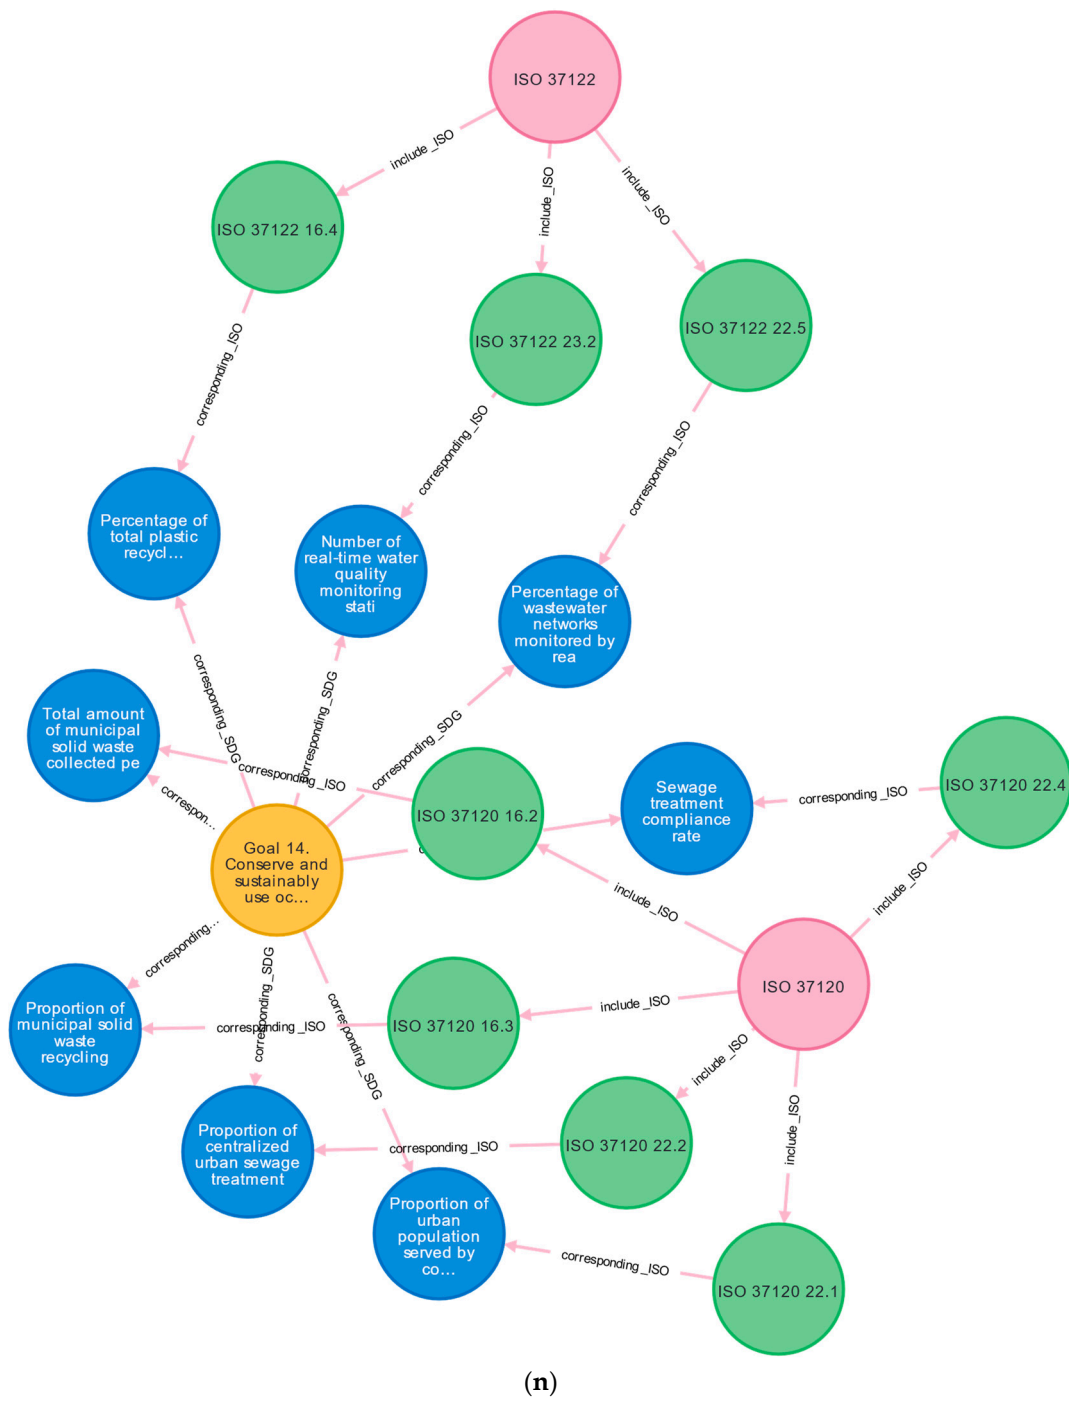 ISO 37122
include_ISO
include_ISO
include_ISO
ISO 37122 16.4
ISO 37122 23.2
ISO 37122 22.5
corresponding_ISO
corresponding_ISO
corresponding_ISO
Percentage of
total plastic
recycl...
Number of
real-time water
quality
monitoring
stati
Percentage of
wastewater
networks
monitored by
rea
corresponding_SDG
corresponding_SDG
corresponding_SDG
Total amount
of municipal
solid waste
collected pe
corresponding_ISO
correspon...
ISO 37120 16.2
Sewage
treatment
compliance
rate
corresponding_ISO
ISO 37120 22.4
Goal 14.
Conserve and
sustainably
use oc...
include_ISO
include_ISO
corresponding...
corresponding_SDG
corresponding_SDG
ISO 37120
Proportion of
municipal solid
waste
recycling
corresponding_ISO
ISO 37120 16.3
include_ISO
include_ISO
include_ISO
Proportion of
centralized
urban sewage
treatment
corresponding_ISO
ISO 37120 22.2
Proportion of
urban
population
served by
co...
corresponding_ISO
ISO 37120 22.1
(n)